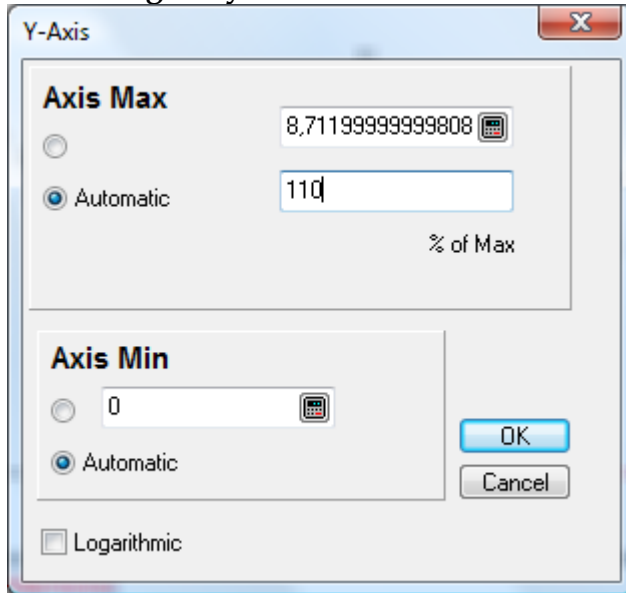 Y-Axis
Axis Max
8,71199999999808
Automatic
110
% of Max
Axis Min
0
Automatic
OK
Cancel
Logarithmic